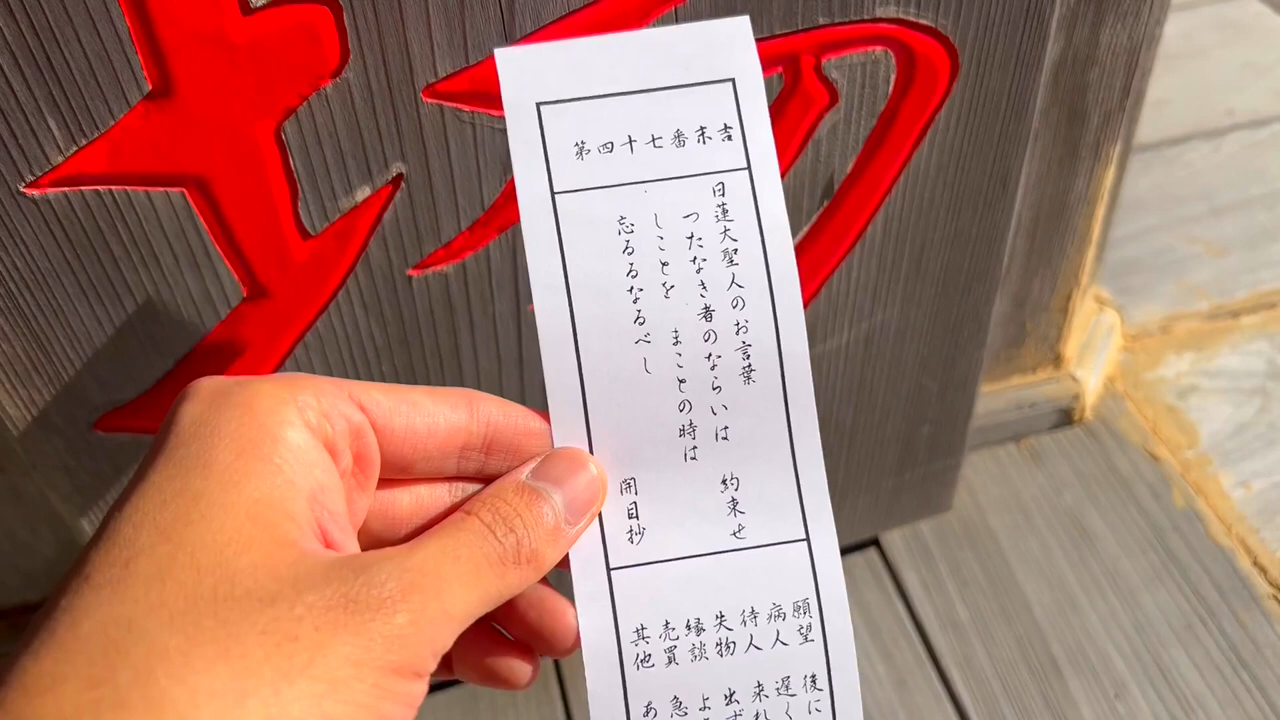 第四十七番末吉
日蓮大聖人のお言葉
つたなき者のならいは 約束せ
しことを まことの時は
忘るるなるべし 開目抄
願望 後に
病人 遅く
待人 来れ
失物 出ず
縁談 よ
売買 急
其他 あ